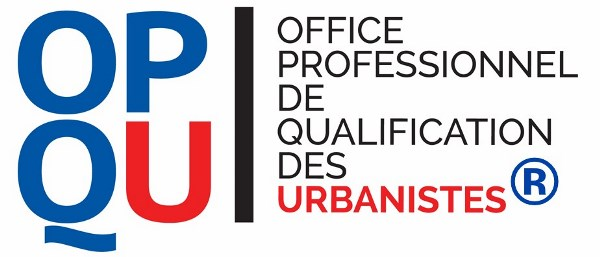 OP
QU
OFFICE
PROFESSIONNEL
DE
QUALIFICATION
DES
URBANISTES®